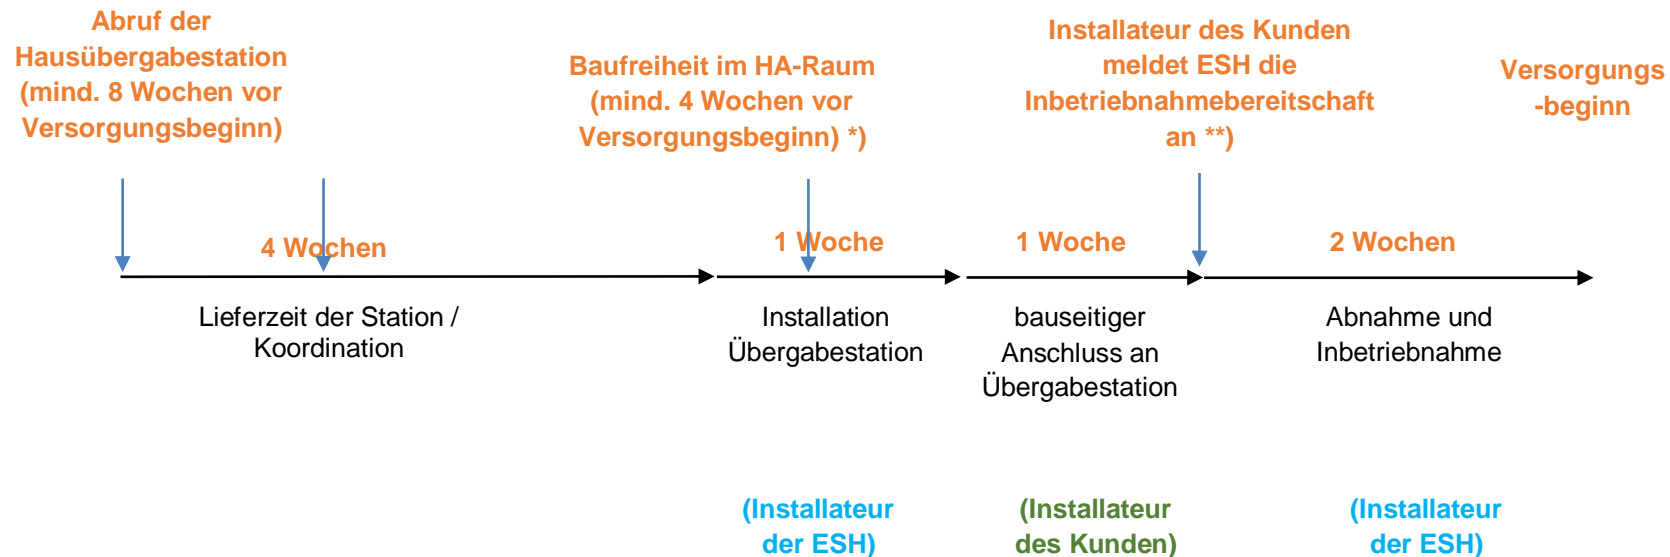 Abruf der
Hausübergabestation
(mind. 8 Wochen vor
Versorgungsbeginn)
Baufreiheit im HA-Raum
(mind. 4 Wochen vor
Versorgungsbeginn) *)
Installateur des Kunden
meldet ESH die
Inbetriebnahmebereitschaft
an **)
Versorgungs
-beginn
4 Wochen
1 Woche
1 Woche
2 Wochen
Lieferzeit der Station /
Koordination
Installation
Übergabestation
bauseitiger
Anschluss an
Übergabestation
Abnahme und
Inbetriebnahme
(Installateur
der ESH)
(Installateur
des Kunden)
(Installateur
der ESH)